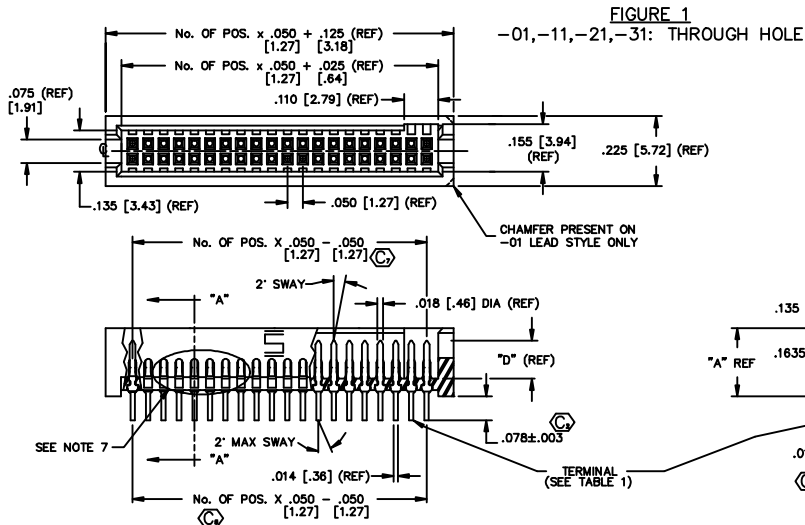 FIGURE 1
-01,-11,-21,-31: THROUGH HOLE
No. OF POS. x .050 + .125 (REF)
[1.27] [3.18]
No. OF POS. x .050 + .025 (REF)
[1.27] [.64]
.075 (REF)
[1.91]
.110 [2.79] (REF)
.155 [3.94]
(REF)
.225 [5.72] (REF)
.135 [3.43] (REF)
.050 [1.27] (REF)
CHAMFER PRESENT ON
-01 LEAD STYLE ONLY
No. OF POS. X .050 - .050
[1.27] [1.27]
C7
2° SWAY
"A"
.018 [.46] DIA (REF)
.135
"D" (REF)
"A" REF
.1635
C2
.078±.003
SEE NOTE 7
2° MAX SWAY
"A"
.014 [.36] (REF)
TERMINAL
(SEE TABLE 1)
No. OF POS. X .050 - .050
[1.27] [1.27]